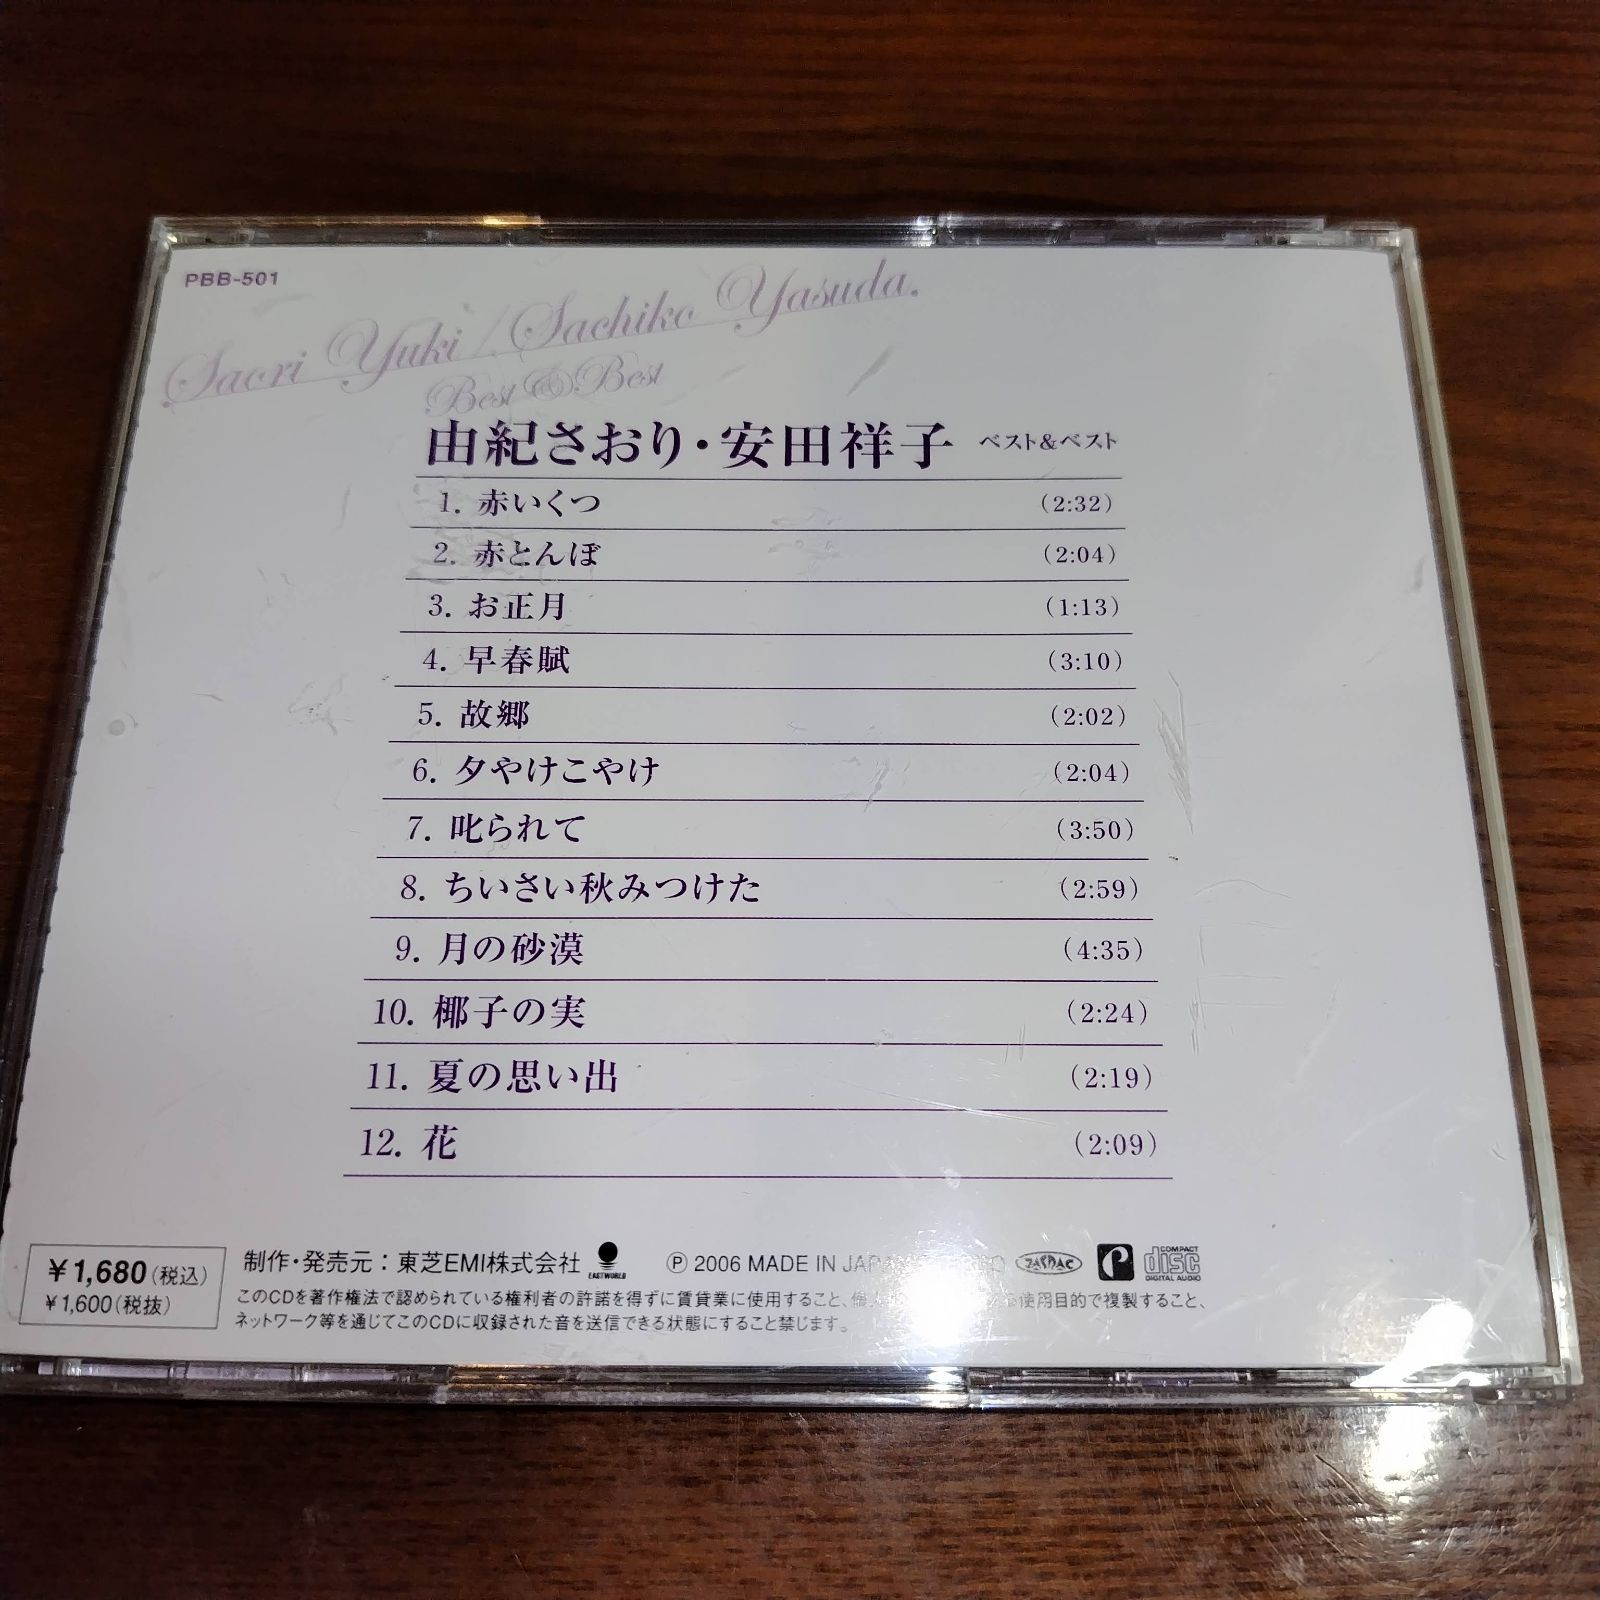 PBB-501
Saori Yuki / Sachiko Yasuda
Best & Best
由紀さおり・安田祥子 ベスト&ベスト
1. 赤いくつ (2:32)
2. 赤とんぼ (2:04)
3. お正月 (1:13)
4. 早春賦 (3:10)
5. 故郷 (2:02)
6. 夕やけこやけ (2:04)
7. 叱られて (3:50)
8. ちいさい秋みつけた (2:59)
9. 月の砂漠 (4:35)
10. 椰子の実 (2:24)
11. 夏の思い出 (2:19)
12. 花 (2:09)
¥1,680(税込)
¥1,600(税抜)
制作・発売元：東芝EMI株式会社 EASTWORLD Ⓟ 2006 MADE IN JAPAN COMPACT disc DIGITAL AUDIO
このCDを著作権法で認められている権利者の許諾を得ずに賃貸業に使用すること、使用目的で複製すること、
ネットワーク等を通じてこのCDに収録された音を送信できる状態にすること禁じます。